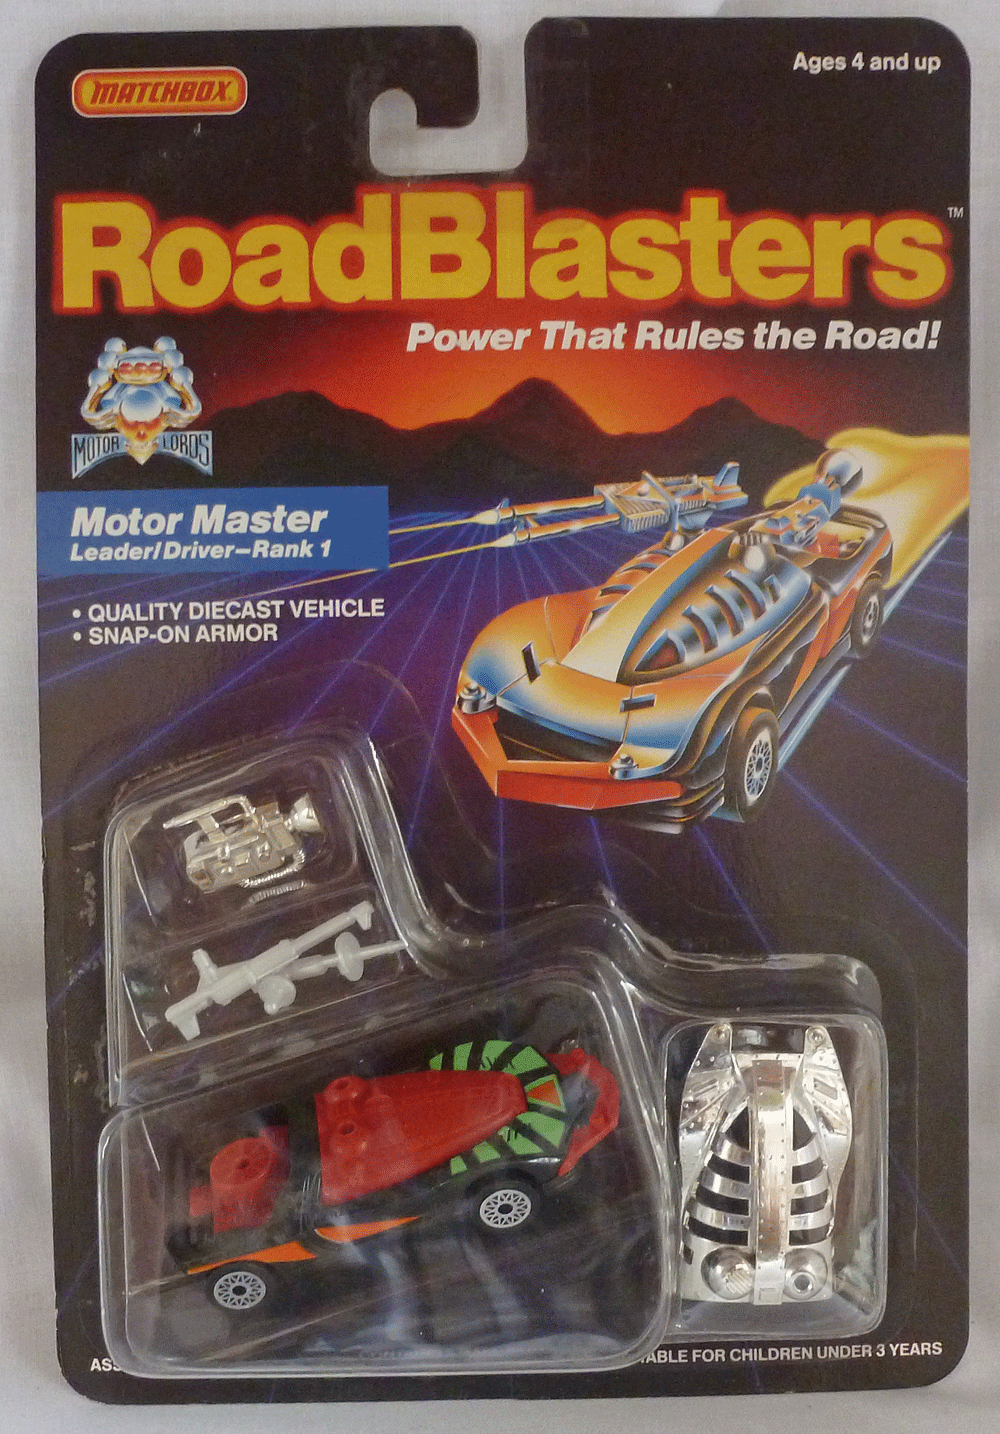 MATCHBOX
Ages 4 and up
RoadBlasters™
Power That Rules the Road!
MOTOR LORDS
Motor Master
Leader/Driver–Rank 1
• QUALITY DIECAST VEHICLE
• SNAP-ON ARMOR
FOR CHILDREN UNDER 3 YEARS